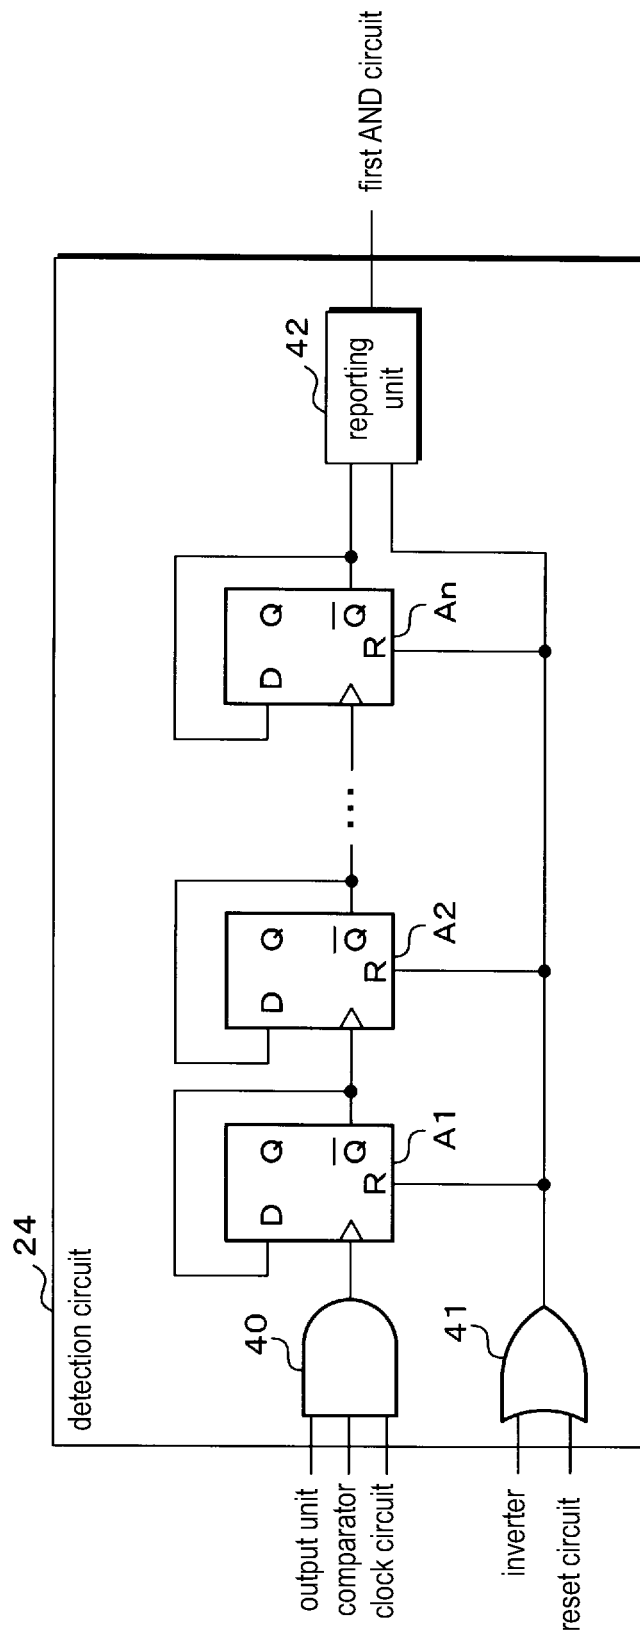 24
detection circuit
output unit
comparator
clock circuit
40
D Q
Q
R
A1
D Q
Q
R
A2
...
D Q
Q
R
An
42
reporting
unit
first AND circuit
inverter
reset circuit
41